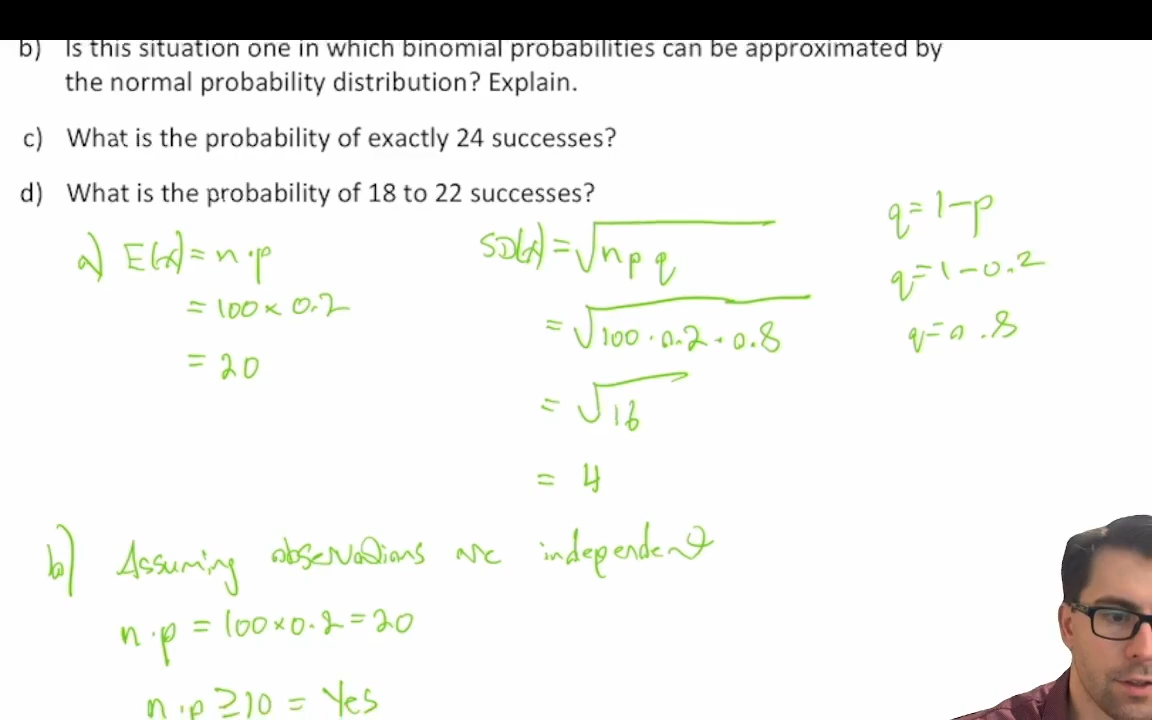 b) Is this situation one in which binomial probabilities can be approximated by
the normal probability distribution? Explain.
c) What is the probability of exactly 24 successes?
d) What is the probability of 18 to 22 successes?
a) E(x) = n·p
= 100 × 0.2
= 20
SD(x) = √npq
= √100·0.2·0.8
= √16
= 4
q = 1-p
q = 1-0.2
q = 0.8
b) Assuming observations are independent
n·p = 100×0.2 = 20
n·p ≥10 = Yes